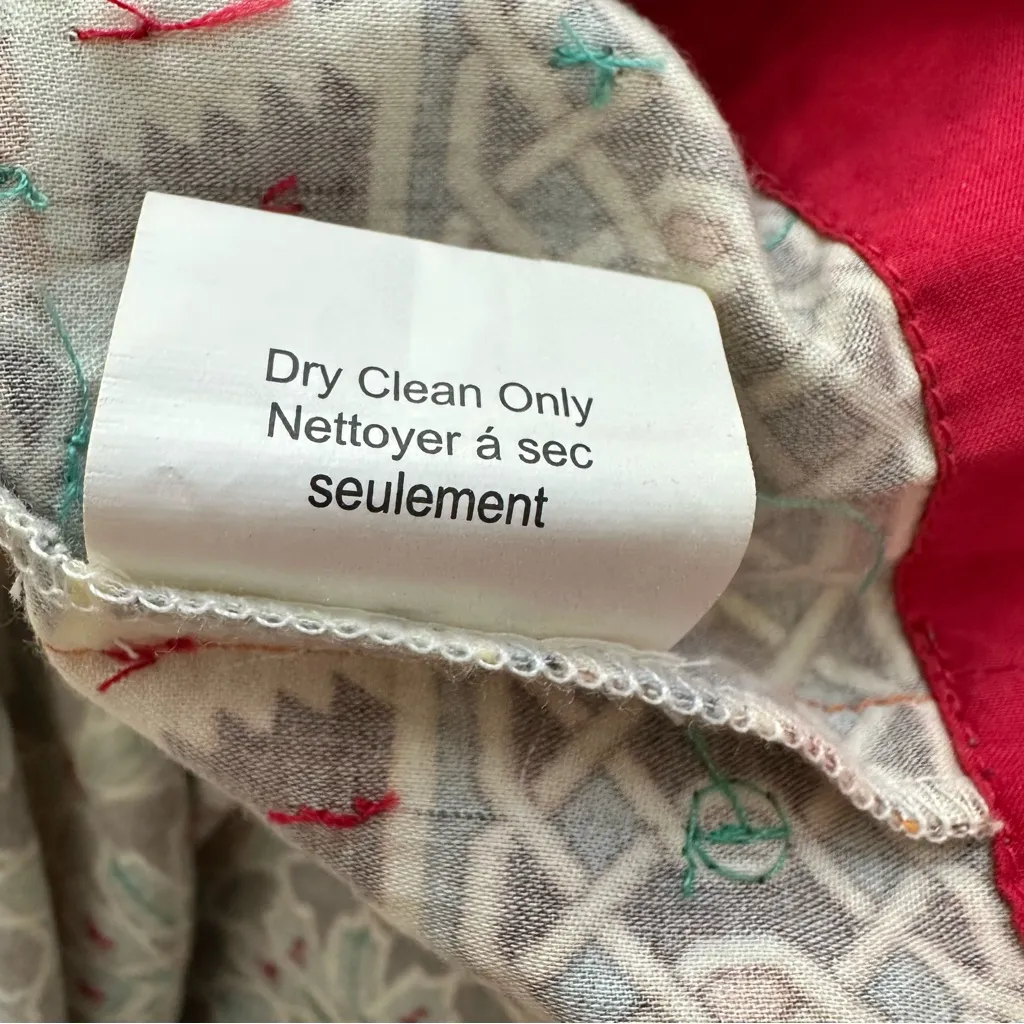 Dry Clean Only
Nettoyer á sec
seulement